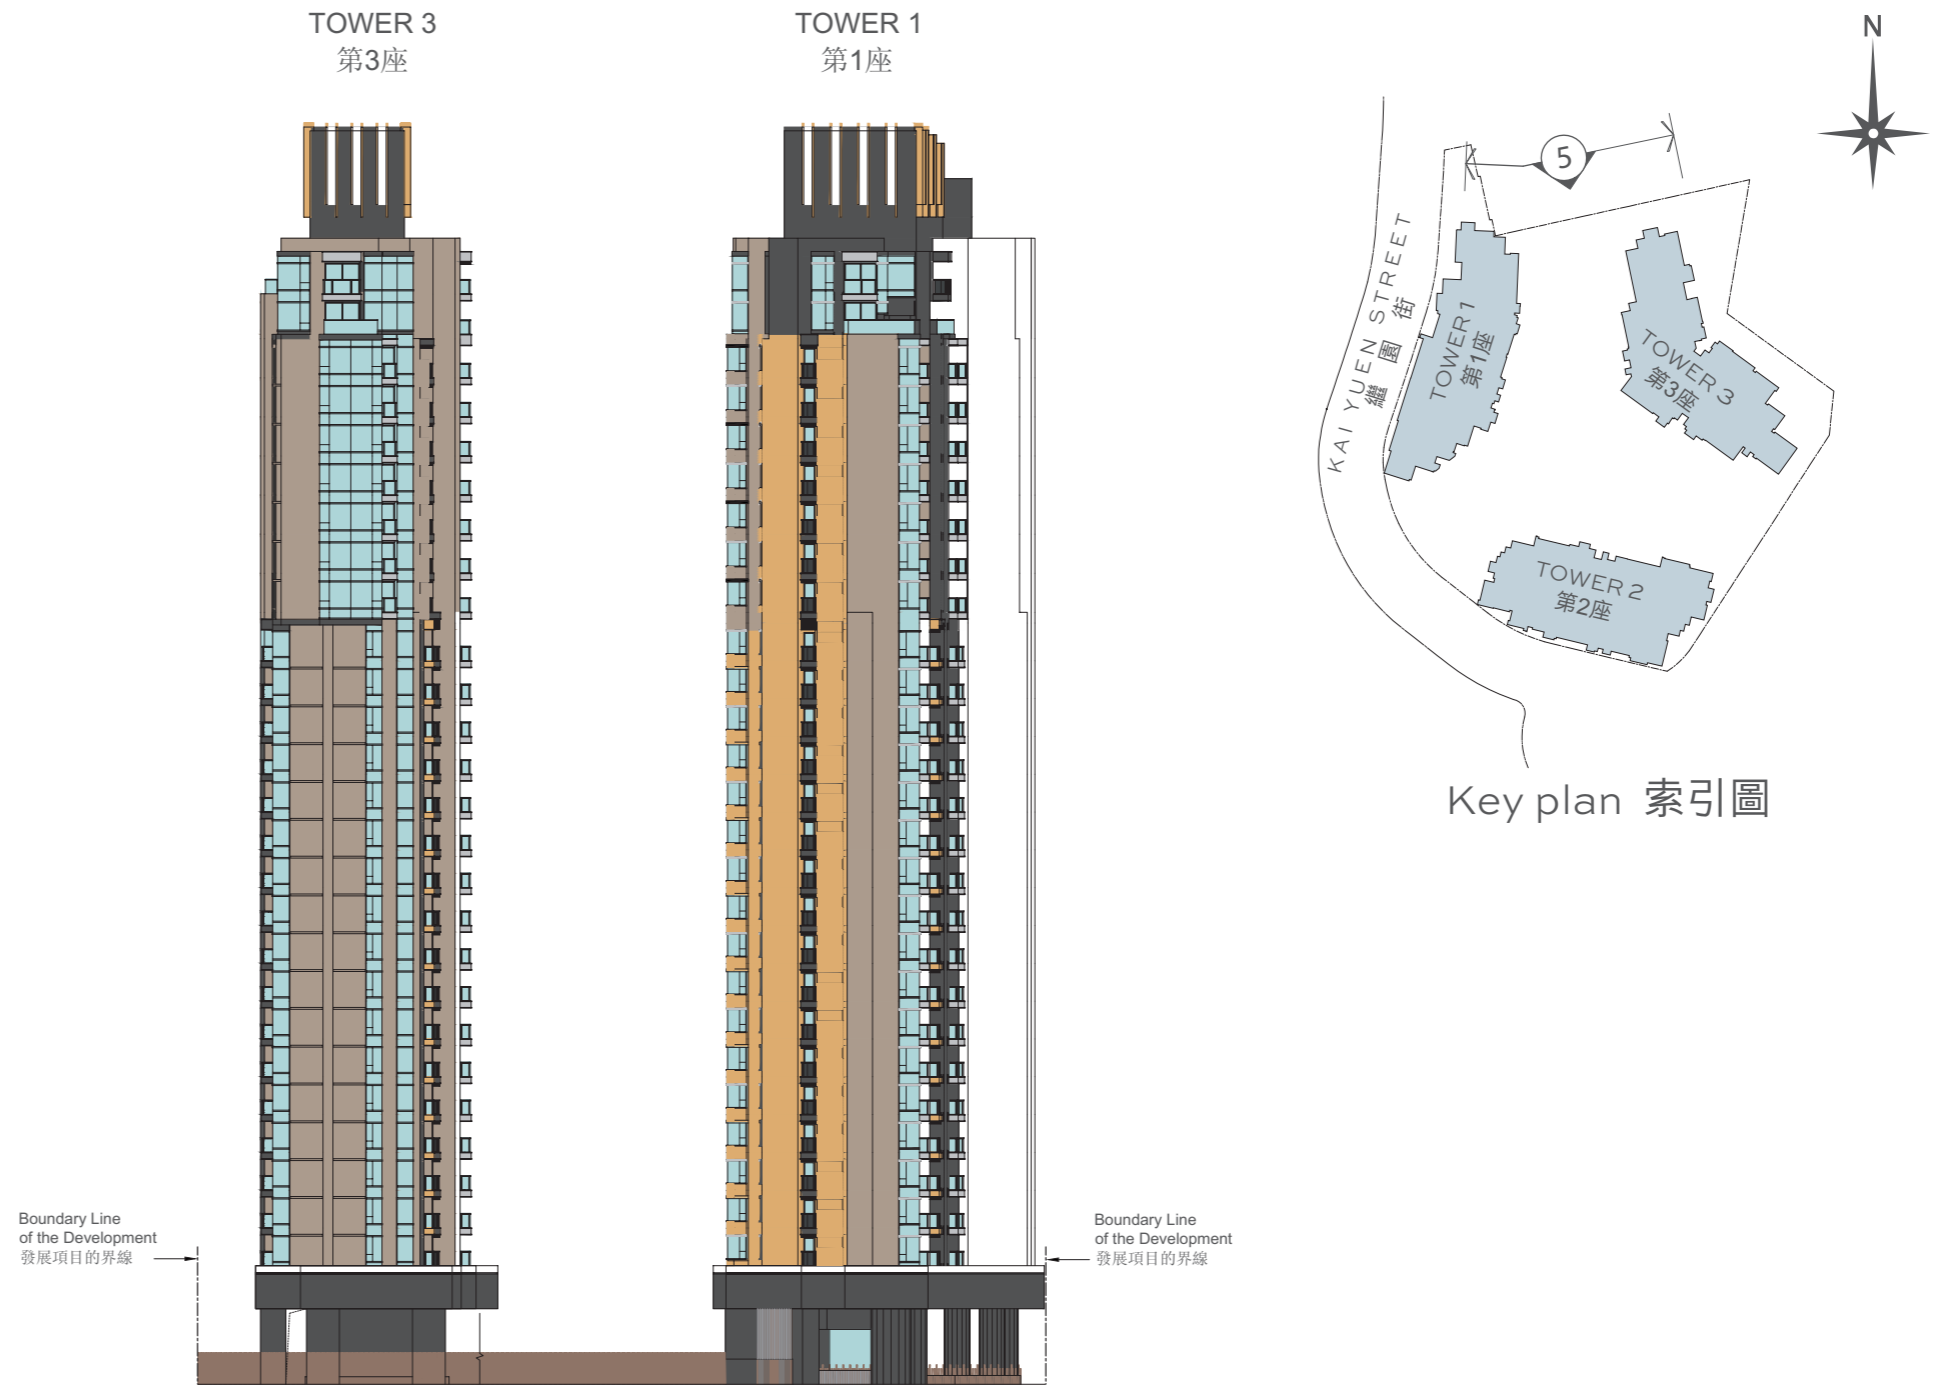 TOWER 3
第3座
TOWER 1
第1座
N
5
KAI YUEN STREET
繼園街
TOWER 1
第1座
TOWER 3
第3座
TOWER 2
第2座
Key plan 索引圖
Boundary Line
of the Development
發展項目的界線
Boundary Line
of the Development
發展項目的界線